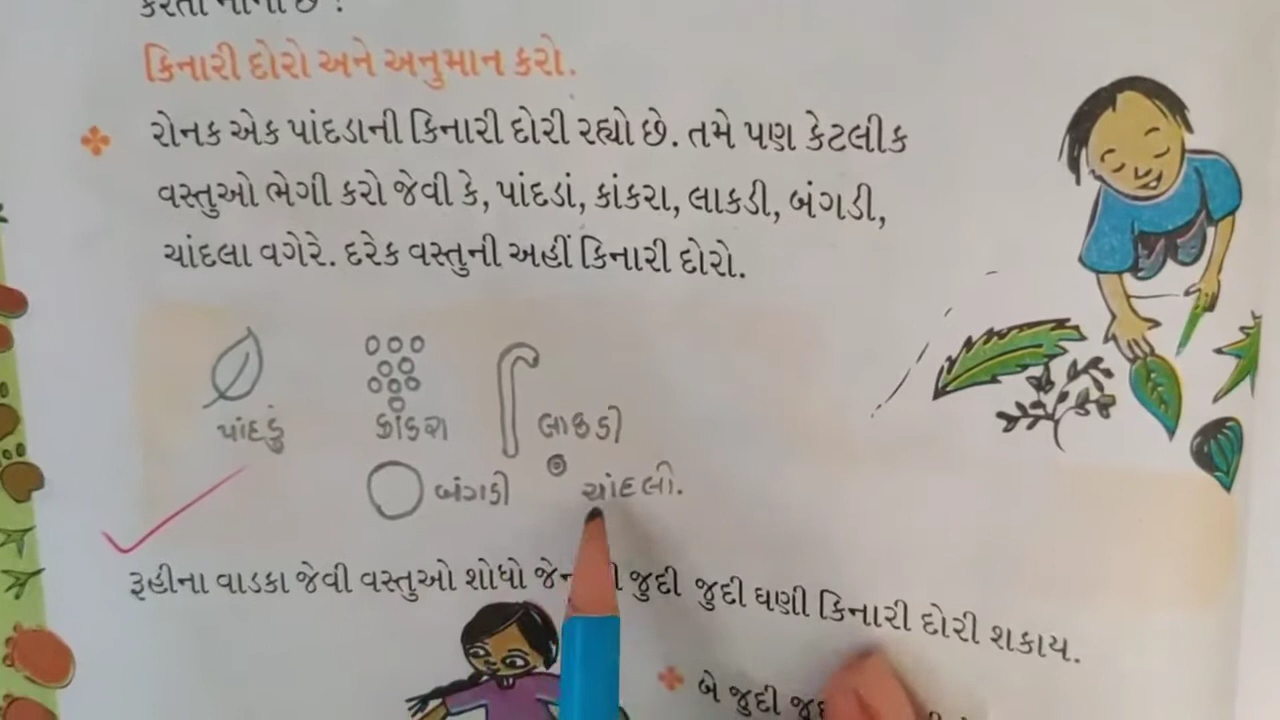 કિનારી દોરો અને અનુમાન કરો.
રોનક એક પાંદડાની કિનારી દોરી રહ્યો છે. તમે પણ કેટલીક
વસ્તુઓ ભેગી કરો જેવી કે, પાંદડાં, કાંકરા, લાકડી, બંગડી,
ચાંદલા વગેરે. દરેક વસ્તુની અહીં કિનારી દોરો.
પાંદડું કાંકરા લાકડી
બંગડી ચાંદલી.
રૂહીના વાડકા જેવી વસ્તુઓ શોધો જુદી જુદી ઘણી કિનારી દોરી શકાય.
બે જુદી